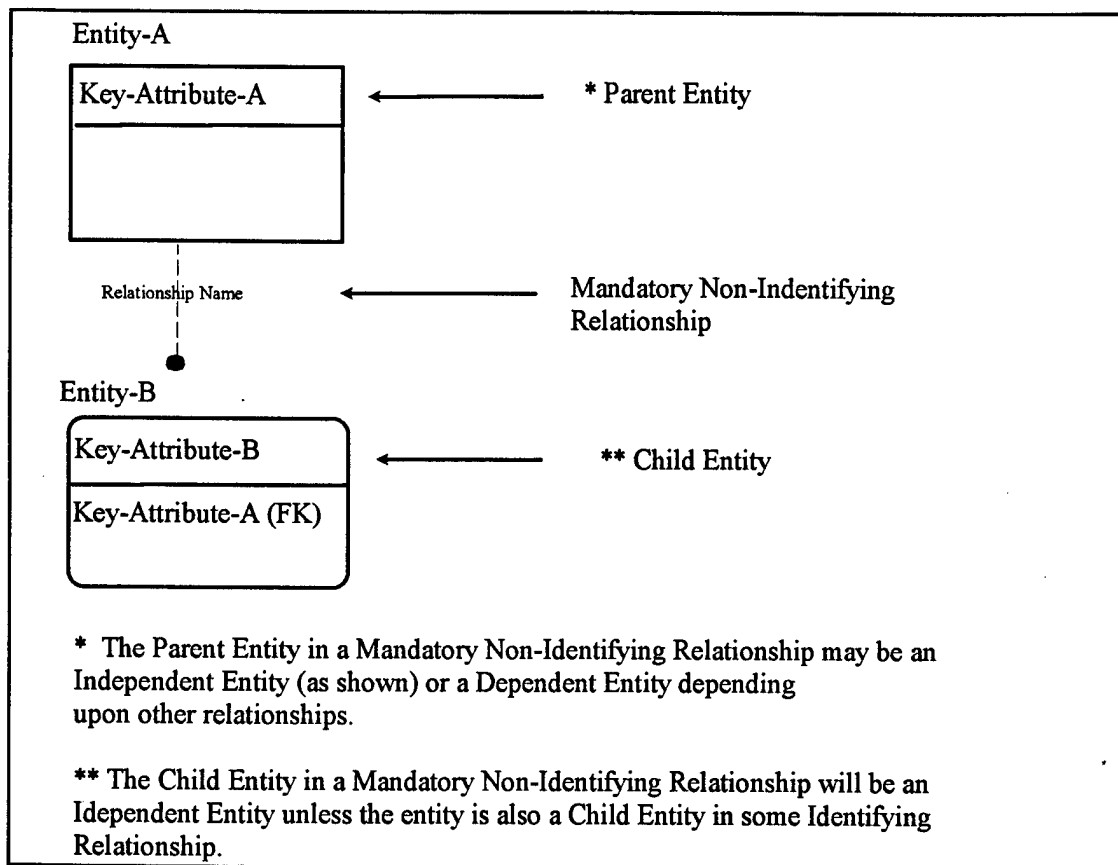 Entity-A
Key-Attribute-A
* Parent Entity
Relationship Name
Mandatory Non-Indentifying
Relationship
Entity-B
Key-Attribute-B
** Child Entity
Key-Attribute-A (FK)
* The Parent Entity in a Mandatory Non-Identifying Relationship may be an
Independent Entity (as shown) or a Dependent Entity depending
upon other relationships.
** The Child Entity in a Mandatory Non-Identifying Relationship will be an
Idependent Entity unless the entity is also a Child Entity in some Identifying
Relationship.